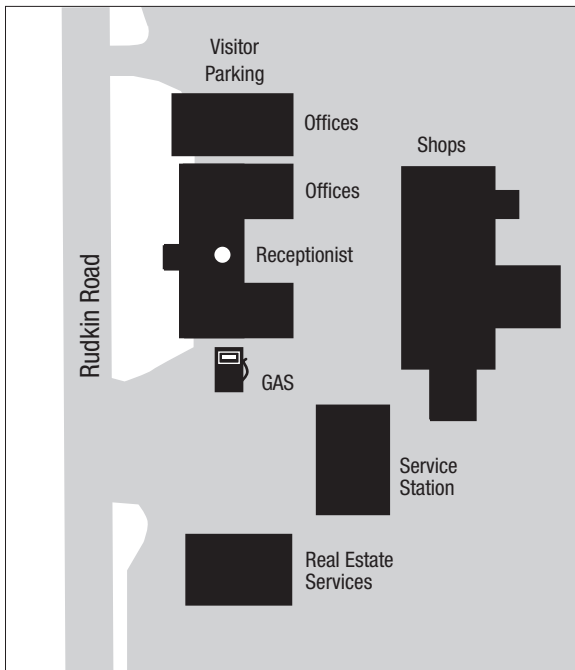 Visitor
Parking
Offices
Shops
Offices
Receptionist
Rudkin Road
GAS
Service
Station
Real Estate
Services